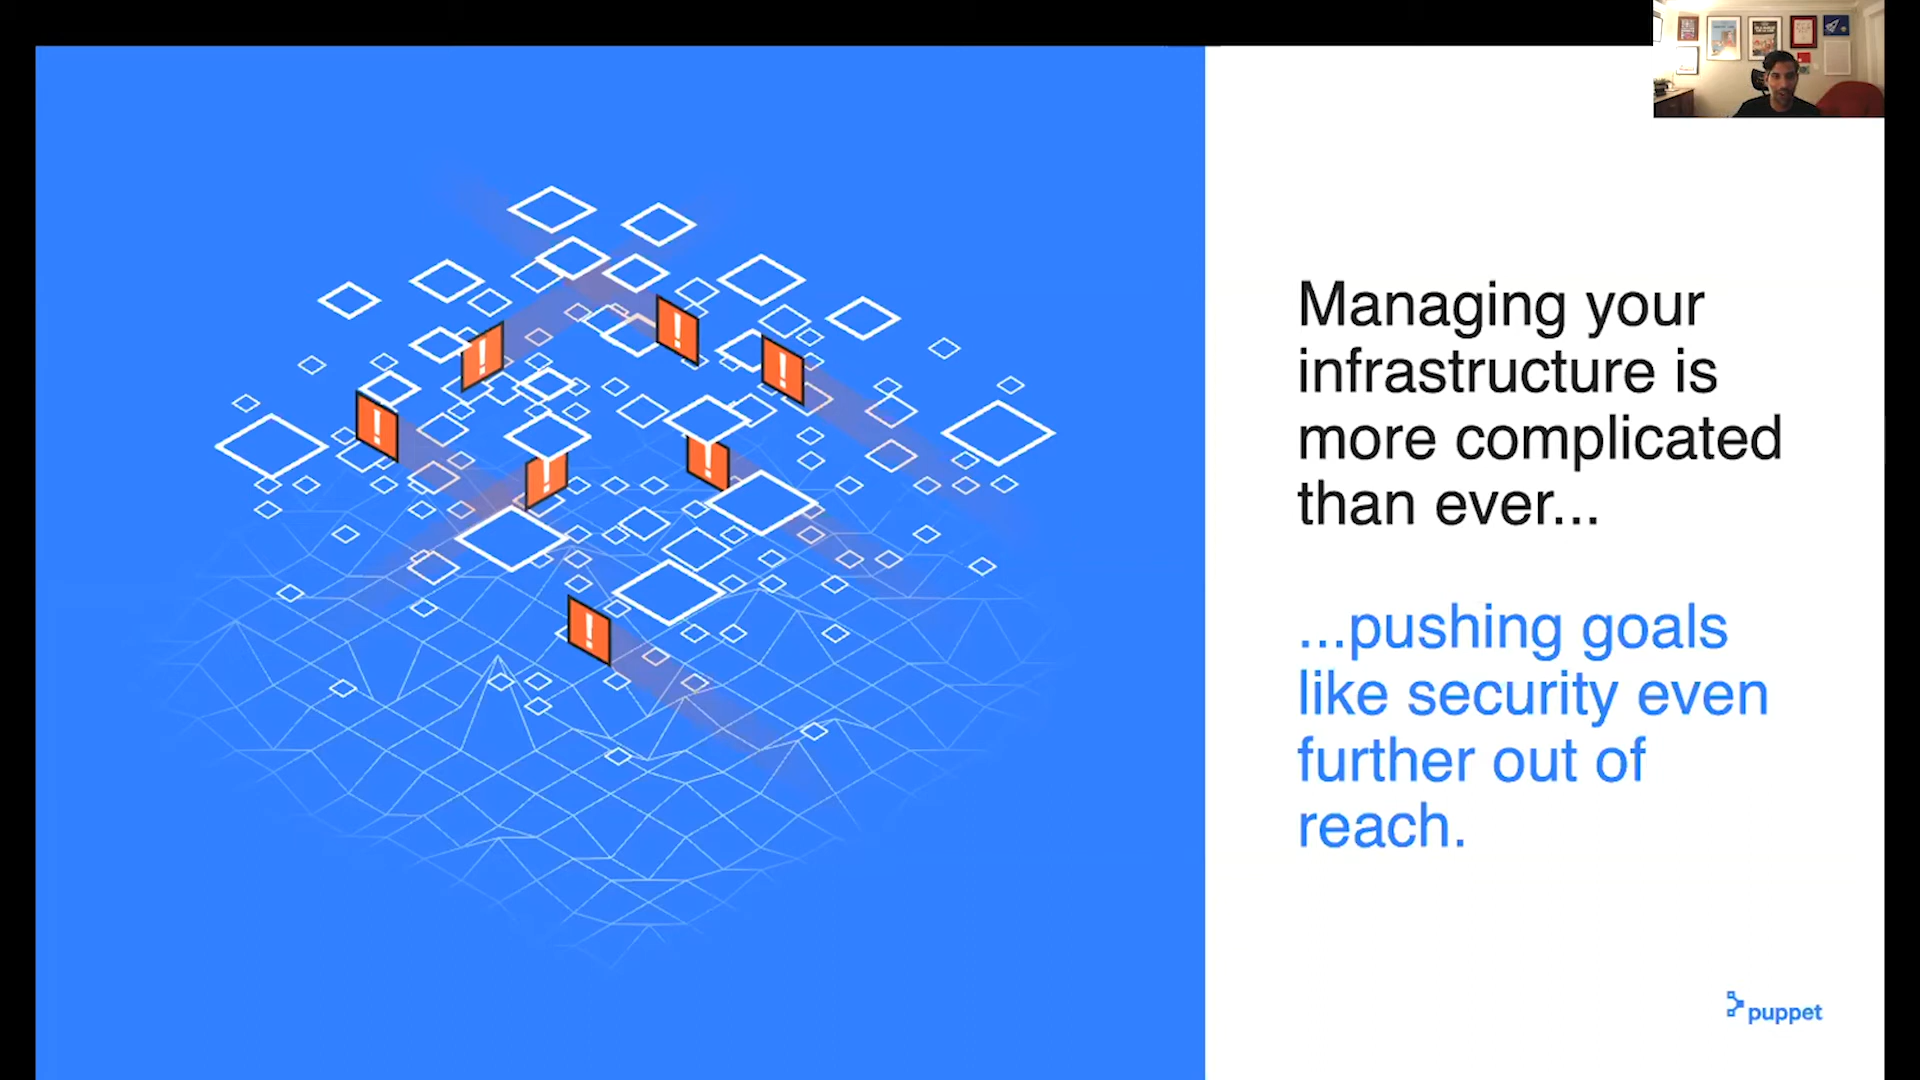 Managing your
infrastructure is
more complicated
than ever...
...pushing goals
like security even
further out of
reach.
puppet
!
!
!
!
!
!
!